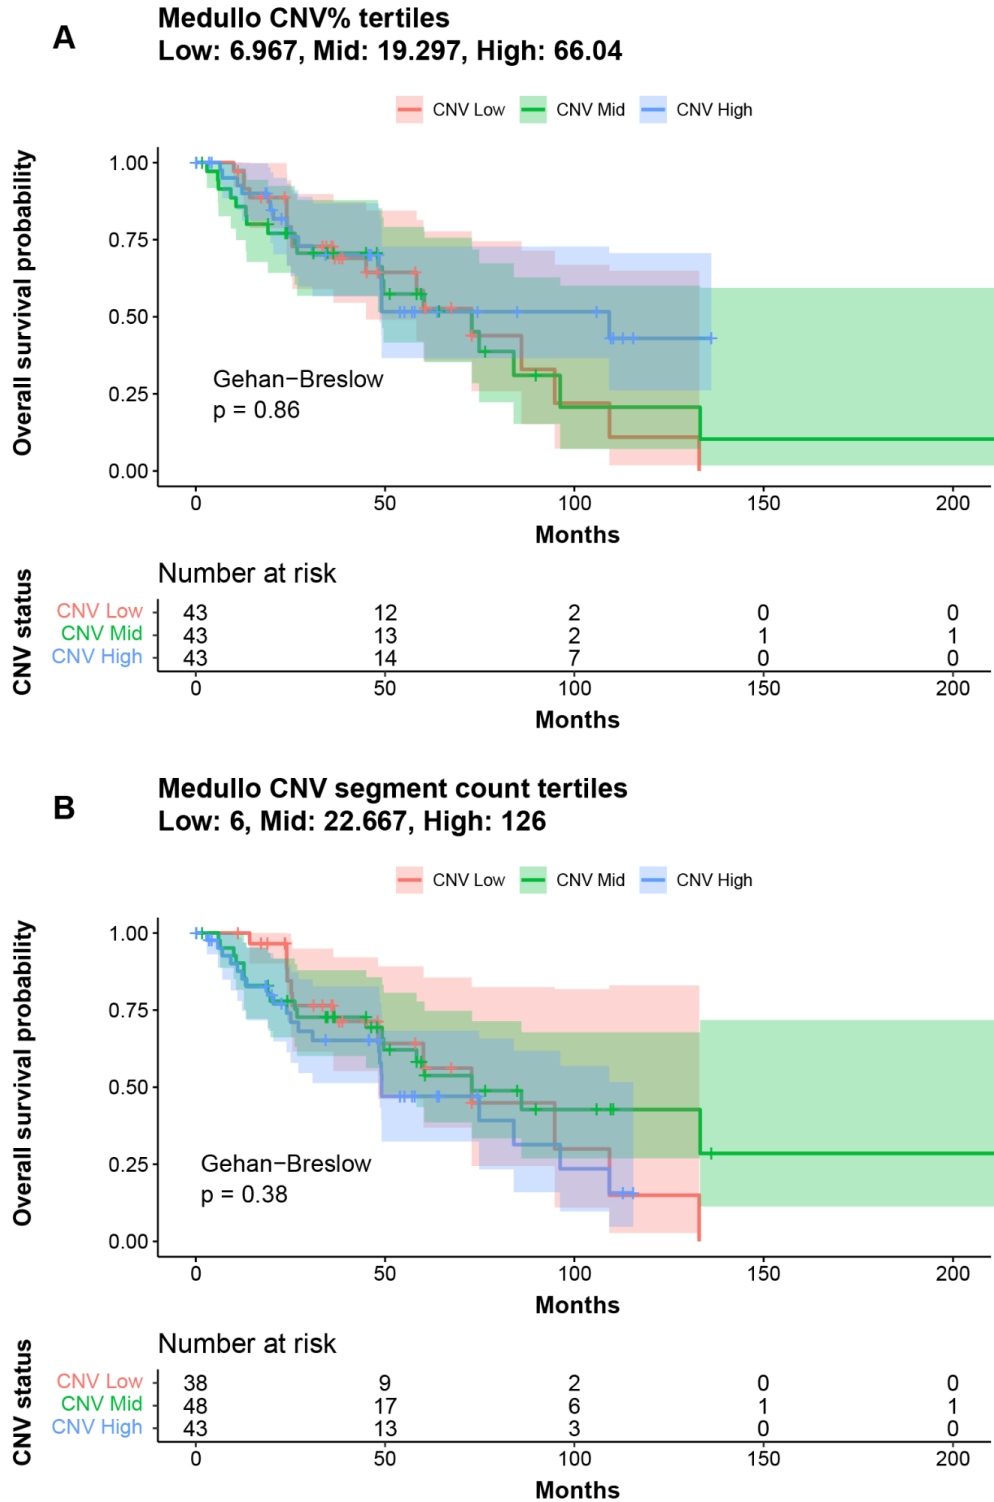 A
Medullo CNV% tertiles
Low: 6.967, Mid: 19.297, High: 66.04
CNV Low CNV Mid CNV High
Overall survival probability
1.00
0.75
0.50
0.25
0.00
Gehan−Breslow
p = 0.86
0 50 100 150 200
Months
Number at risk
CNV status
CNV Low 43 12 2 0 0
CNV Mid 43 13 2 1 1
CNV High 43 14 7 0 0
0 50 100 150 200
Months
B
Medullo CNV segment count tertiles
Low: 6, Mid: 22.667, High: 126
CNV Low CNV Mid CNV High
Overall survival probability
1.00
0.75
0.50
0.25
0.00
Gehan−Breslow
p = 0.38
0 50 100 150 200
Months
Number at risk
CNV status
CNV Low 38 9 2 0 0
CNV Mid 48 17 6 1 1
CNV High 43 13 3 0 0
0 50 100 150 200
Months